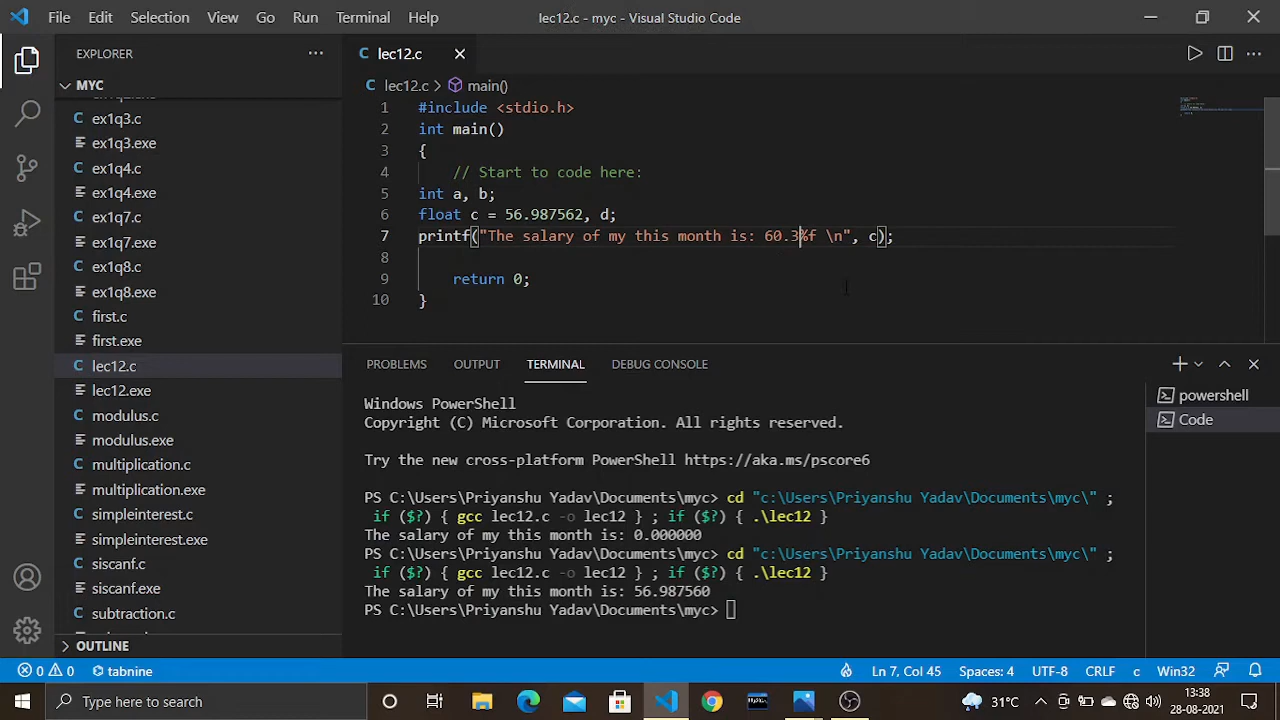 File Edit Selection View Go Run Terminal Help lec12.c - myc - Visual Studio Code
EXPLORER ...
lec12.c
MYC
lec12.c > main()
ex1q3.c
ex1q3.exe
ex1q4.c
ex1q4.exe
ex1q7.c
ex1q7.exe
ex1q8.c
ex1q8.exe
first.c
first.exe
lec12.c
lec12.exe
modulus.c
modulus.exe
multiplication.c
multiplication.exe
simpleinterest.c
simpleinterest.exe
siscanf.c
siscanf.exe
subtraction.c
OUTLINE
1 #include <stdio.h>
2 int main()
3 {
4 // Start to code here:
5 int a, b;
6 float c = 56.987562, d;
7 printf("The salary of my this month is: 60.3%f \n", c);
8
9 return 0;
10 }
PROBLEMS OUTPUT TERMINAL DEBUG CONSOLE
powershell
Code
Windows PowerShell
Copyright (C) Microsoft Corporation. All rights reserved.
Try the new cross-platform PowerShell https://aka.ms/pscore6
PS C:\Users\Priyanshu Yadav\Documents\myc> cd "c:\Users\Priyanshu Yadav\Documents\myc\" ;
if ($?) { gcc lec12.c -o lec12 } ; if ($?) { .\lec12 }
The salary of my this month is: 0.000000
PS C:\Users\Priyanshu Yadav\Documents\myc> cd "c:\Users\Priyanshu Yadav\Documents\myc\" ;
if ($?) { gcc lec12.c -o lec12 } ; if ($?) { .\lec12 }
The salary of my this month is: 56.987560
PS C:\Users\Priyanshu Yadav\Documents\myc>
0 0 tabnine Ln 7, Col 45 Spaces: 4 UTF-8 CRLF c Win32
Type here to search 31°C 13:38
28-08-2021